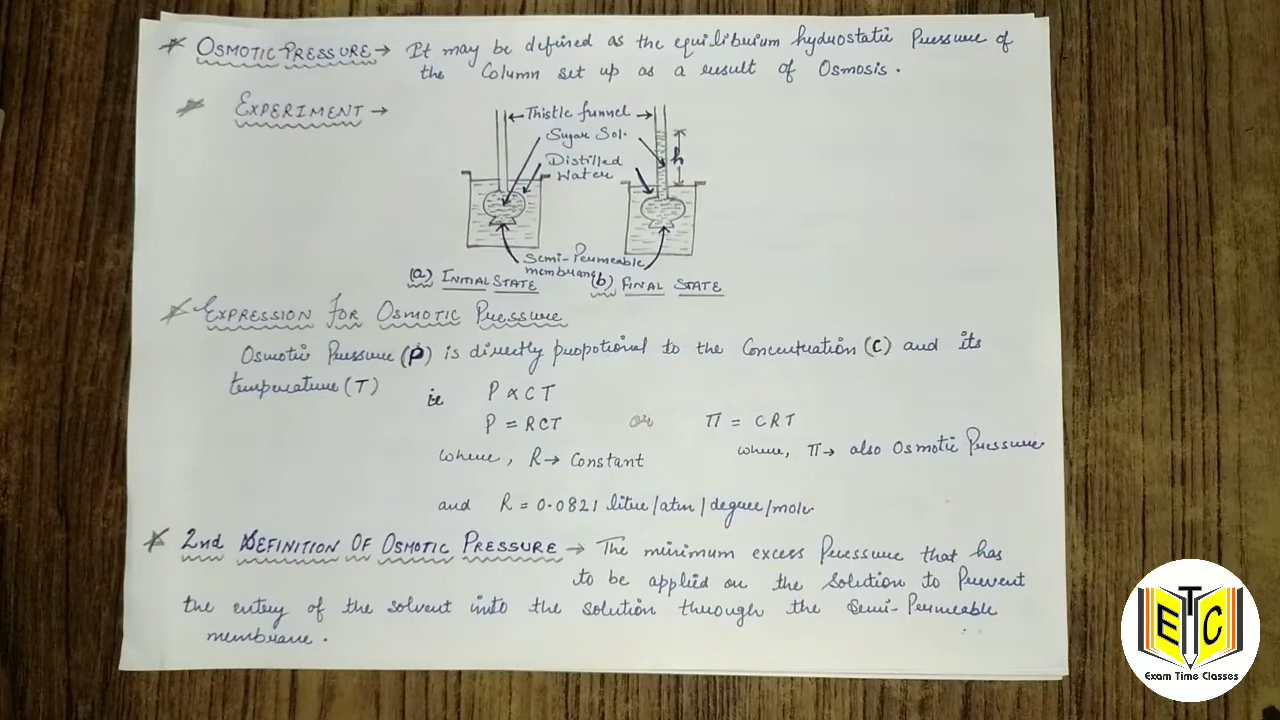 * OSMOTIC PRESSURE → It may be defined as the equilibrium hydrostatic Pressure of
the Column set up as a result of Osmosis.
* EXPERIMENT →
← Thistle funnel →
Sugar Sol.
Distilled
Water
h
Semi-Permeable
membrane
(a) INITIAL STATE
(b) FINAL STATE
* EXPRESSION FOR OSMOTIC PRESSURE
Osmotic Pressure (P) is directly propotional to the Concentration (C) and its
temperature (T)
ie P ∝ CT
P = RCT or π = CRT
where, R → Constant where, π → also Osmotic Pressure
and R = 0.0821 litre/atm/degree/mole
* 2nd DEFINITION OF OSMOTIC PRESSURE → The minimum excess Pressure that has
to be applied on the solution to Prevent
the entry of the solvent into the solution through the Semi-Permeable
membrane.
ETC
Exam Time Classes